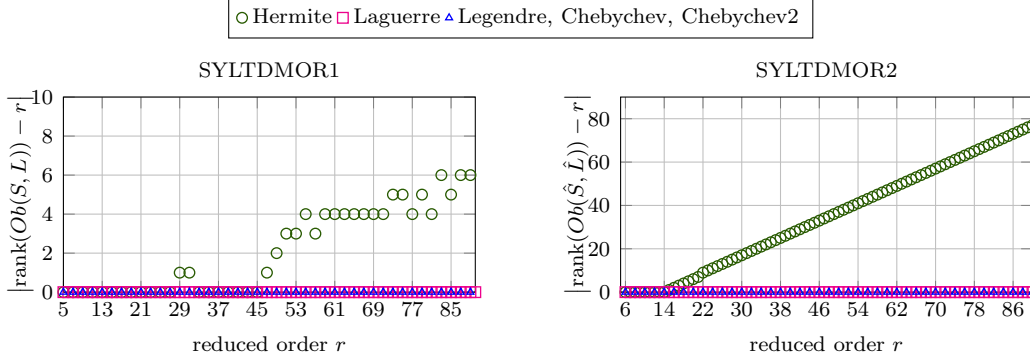 Hermite Laguerre Legendre, Chebychev, Chebychev2
SYLTDMOR1
|rank(Ob(S, L)) − r|
10
8
6
4
2
0
5 13 21 29 37 45 53 61 69 77 85
reduced order r
SYLTDMOR2
|rank(Ob(Ŝ, L̂)) − r|
80
60
40
20
0
6 14 22 30 38 46 54 62 70 78 86
reduced order r